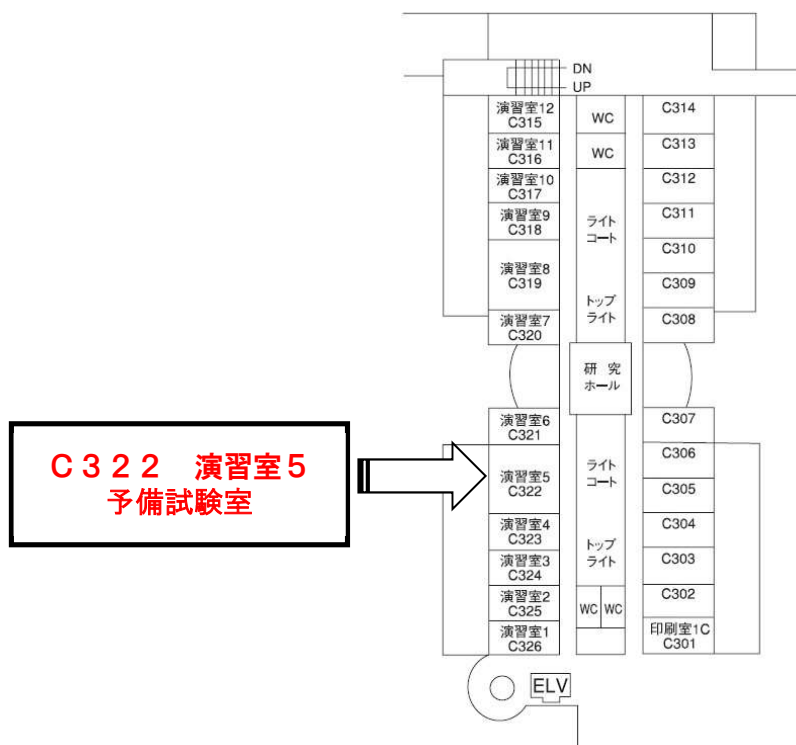 DN
UP
演習室12
C315
演習室11
C316
演習室10
C317
演習室9
C318
演習室8
C319
演習室7
C320
WC
WC
ライト
コート
トップ
ライト
C314
C313
C312
C311
C310
C309
C308
研 究
ホール
演習室6
C321
演習室5
C322
演習室4
C323
演習室3
C324
演習室2
C325
演習室1
C326
ライト
コート
トップ
ライト
WC WC
C307
C306
C305
C304
C303
C302
印刷室1C
C301
C322 演習室5
予備試験室
ELV